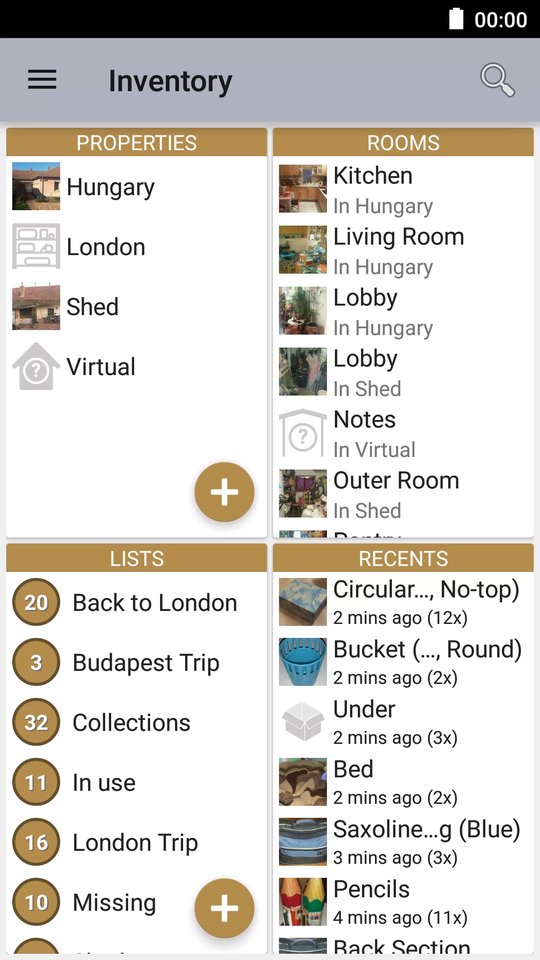 00:00
Inventory
PROPERTIES
Hungary
London
Shed
Virtual
ROOMS
Kitchen
In Hungary
Living Room
In Hungary
Lobby
In Hungary
Lobby
In Shed
Notes
In Virtual
Outer Room
In Shed
Pantry
LISTS
20 Back to London
3 Budapest Trip
32 Collections
11 In use
16 London Trip
10 Missing
RECENTS
Circular..., No-top)
2 mins ago (12x)
Bucket (..., Round)
2 mins ago (2x)
Under
2 mins ago (3x)
Bed
2 mins ago (2x)
Saxoline...g (Blue)
3 mins ago (3x)
Pencils
4 mins ago (11x)
Back Section